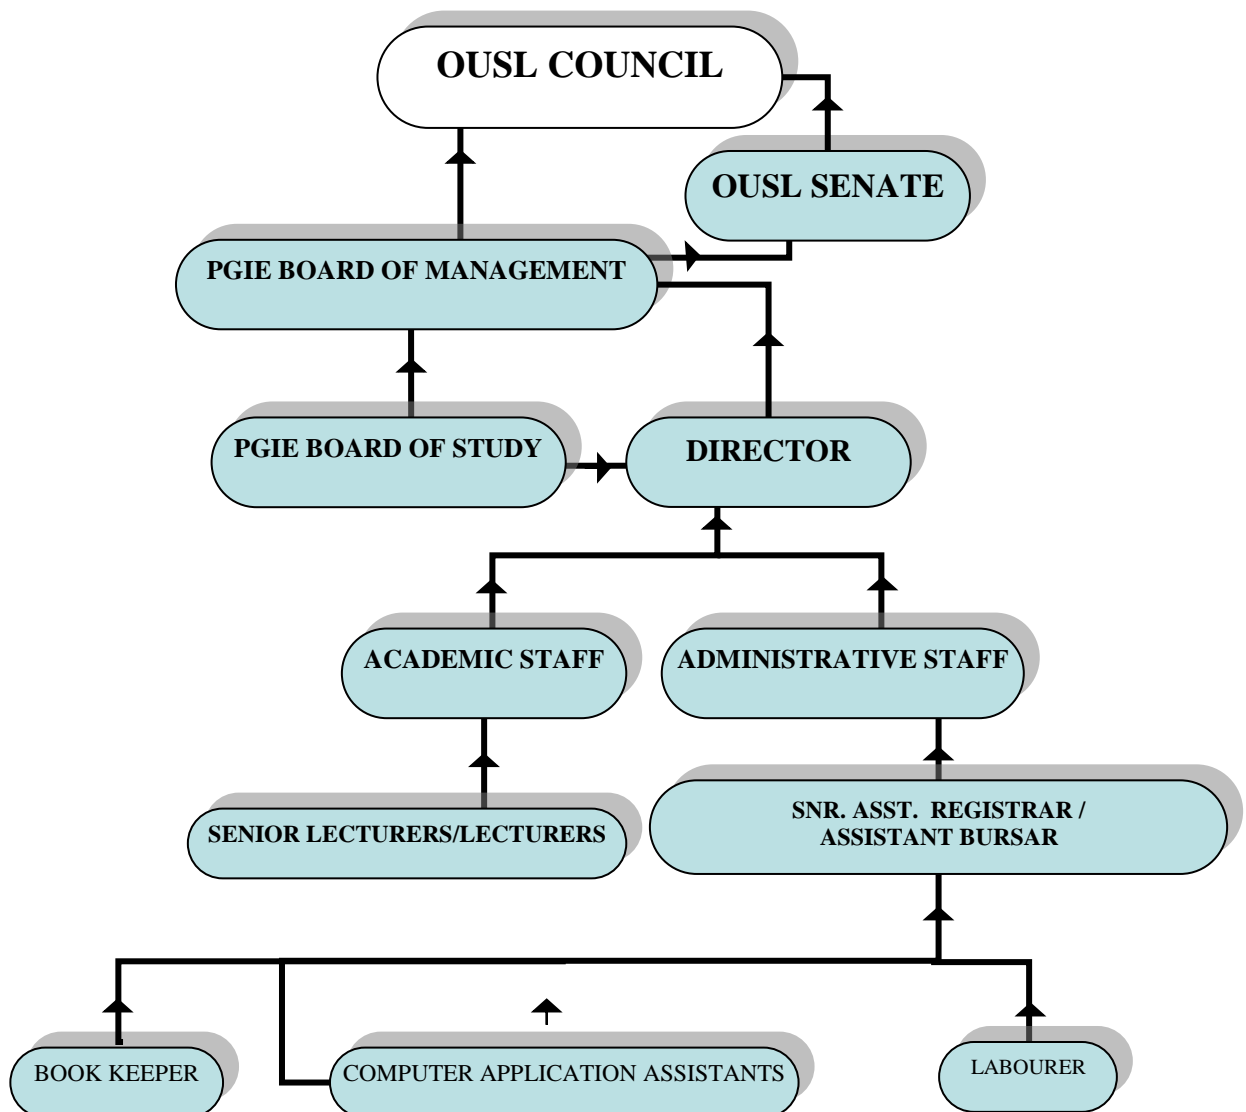 OUSL COUNCIL
OUSL SENATE
PGIE BOARD OF MANAGEMENT
PGIE BOARD OF STUDY
DIRECTOR
ACADEMIC STAFF
ADMINISTRATIVE STAFF
SENIOR LECTURERS/LECTURERS
SNR. ASST. REGISTRAR /
ASSISTANT BURSAR
BOOK KEEPER
COMPUTER APPLICATION ASSISTANTS
LABOURER